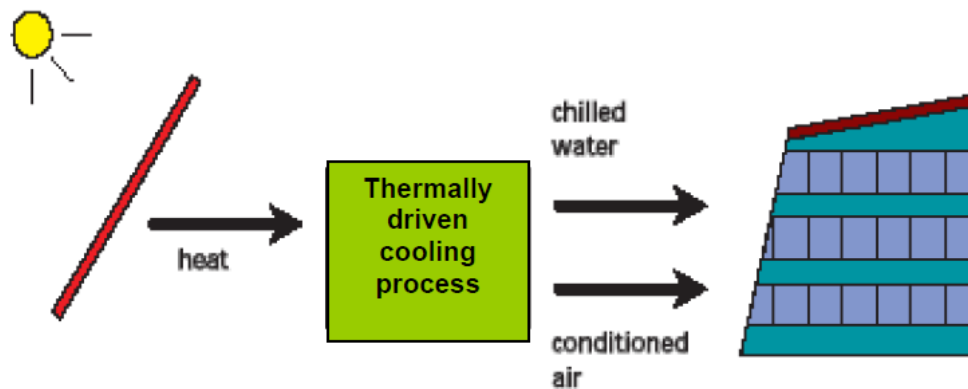 heat
Thermally
driven
cooling
process
chilled
water
conditioned
air